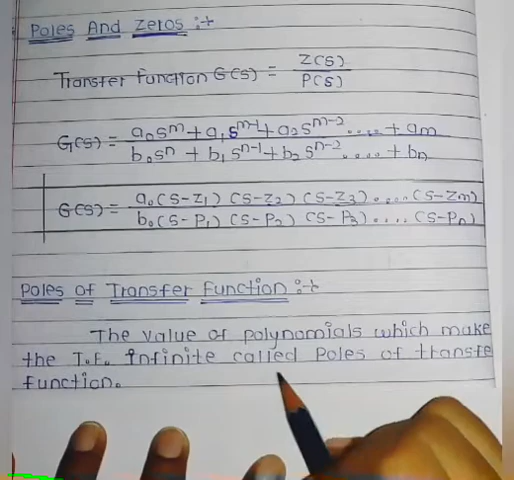 Poles And Zeros :-
Transfer function G(s) = Z(S) / P(S)
G(s) = a₀s^m + a₁s^m-1 + a₂s^m-2 ..... + am / b₀s^n + b₁s^n-1 + b₂s^n-2 ..... + bn
G(s) = a₀(s-z₁) (s-z₂) (s-z₃).....(s-zm) / b₀(s-P₁) (s-P₂) (s-P₃).....(s-Pn)
Poles of Transfer function :-
The value of polynomials which make
the T.F. infinite called Poles of transfe
function.